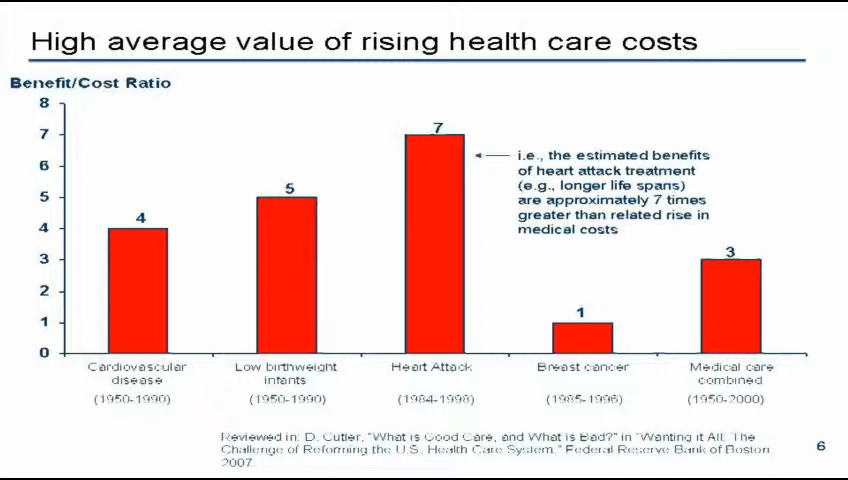 High average value of rising health care costs
Benefit/Cost Ratio
8
7
6
5
4
3
2
1
0
4
5
7
1
3
i.e., the estimated benefits
of heart attack treatment
(e.g., longer life spans)
are approximately 7 times
greater than related rise in
medical costs
Cardiovascular
disease
(1950-1990)
Low birthweight
infants
(1950-1990)
Heart Attack
(1984-1998)
Breast cancer
(1985-1996)
Medical care
combined
(1950-2000)
Reviewed in: D. Cutler, "What is Good Care, and What is Bad?" in "Wanting it All: The
Challenge of Reforming the U.S. Health Care System," Federal Reserve Bank of Boston
2007.
6